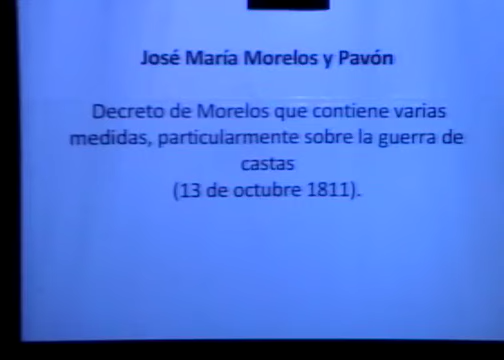 José María Morelos y Pavón
Decreto de Morelos que contiene varias
medidas, particularmente sobre la guerra de
castas
(13 de octubre 1811).